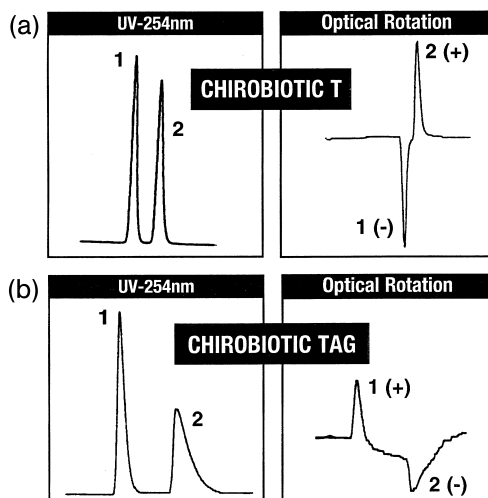 (a)
UV-254nm
Optical Rotation
1
2
CHIROBIOTIC T
2 (+)
1 (-)
(b)
UV-254nm
Optical Rotation
1
2
CHIROBIOTIC TAG
1 (+)
2 (-)